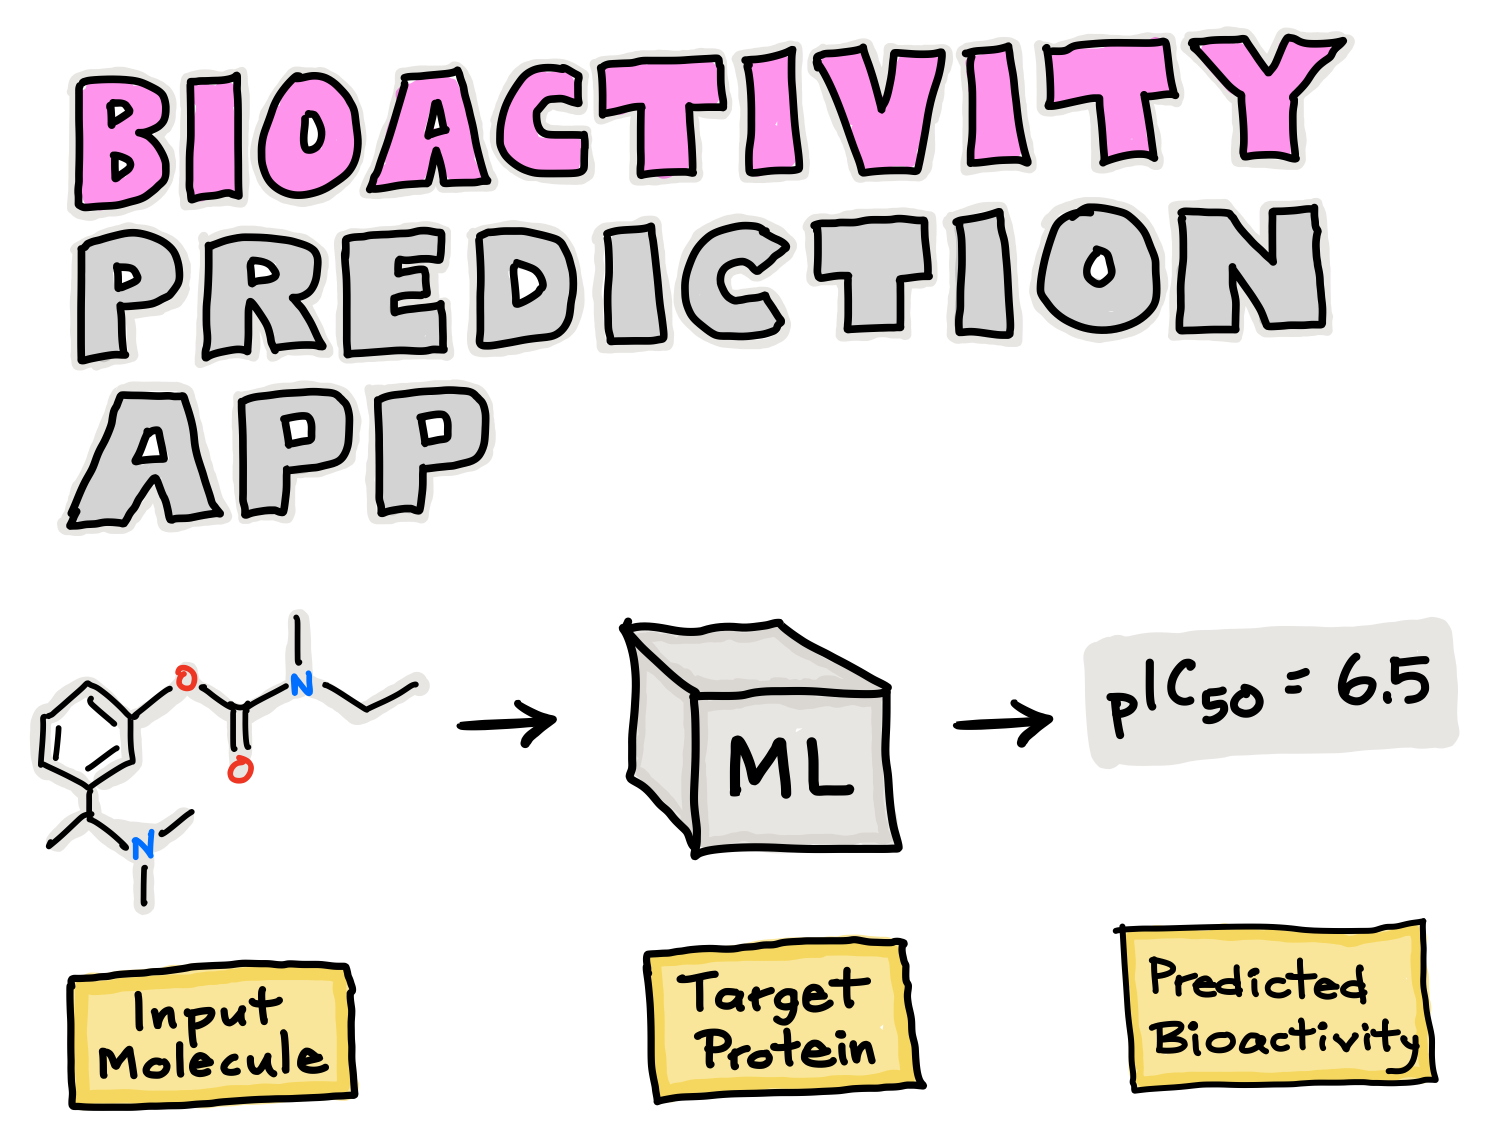 BIOACTIVITY
PREDICTION
APP
O
N
O
N
ML
pIC50 = 6.5
Input
Molecule
Target
Protein
Predicted
Bioactivity